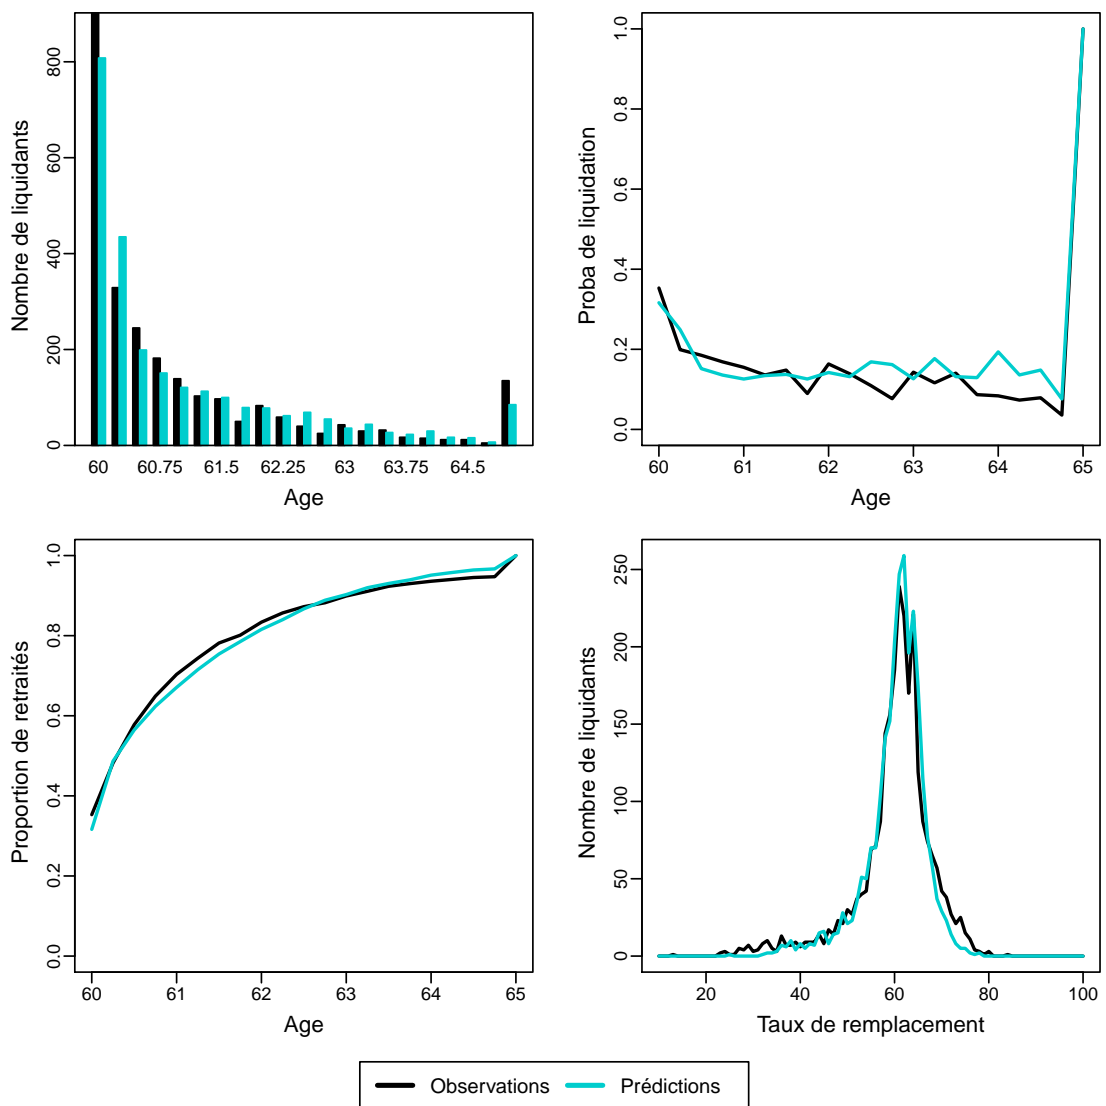 Nombre de liquidants
0 200 400 600 800
60 60.75 61.5 62.25 63 63.75 64.5
Age
Proba de liquidation
0.0 0.2 0.4 0.6 0.8 1.0
60 61 62 63 64 65
Age
Proportion de retraités
0.0 0.2 0.4 0.6 0.8 1.0
60 61 62 63 64 65
Age
Nombre de liquidants
0 50 100 150 200 250
20 40 60 80 100
Taux de remplacement
Observations Prédictions